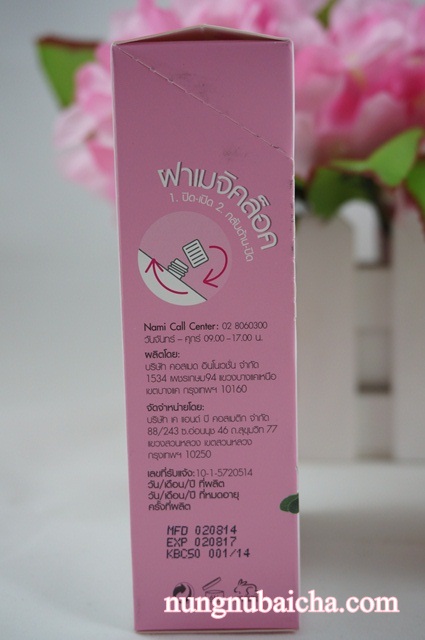 ฝาเมจิคล็อค
1. ปิด-เปิด 2. กลับด้าน-ปิด
Nami Call Center: 02 8060300
วันจันทร์ - ศุกร์ 09.00 -17.00 น.
ผลิตโดย:
บริษัท คอสเมด อินโนเวชั่น จำกัด
1534 เพชรเกษม94 แขวงบางแคเหนือ
เขตบางแค กรุงเทพฯ 10160
จัดจำหน่ายโดย:
บริษัท เค แอนด์ บี คอสเมติก จำกัด
88/243 ซ.อ่อนนุช 46 ถ.สุขุมวิท 77
แขวงสวนหลวง เขตสวนหลวง
กรุงเทพฯ 10250
เลขที่รับแจ้ง:10-1-5720514
วัน/เดือน/ปี ที่ผลิต
วัน/เดือน/ปี ที่หมดอายุ
ครั้งที่ผลิต
MFD 020814
EXP 020817
KBC50 001/14
nungnubaicha.com